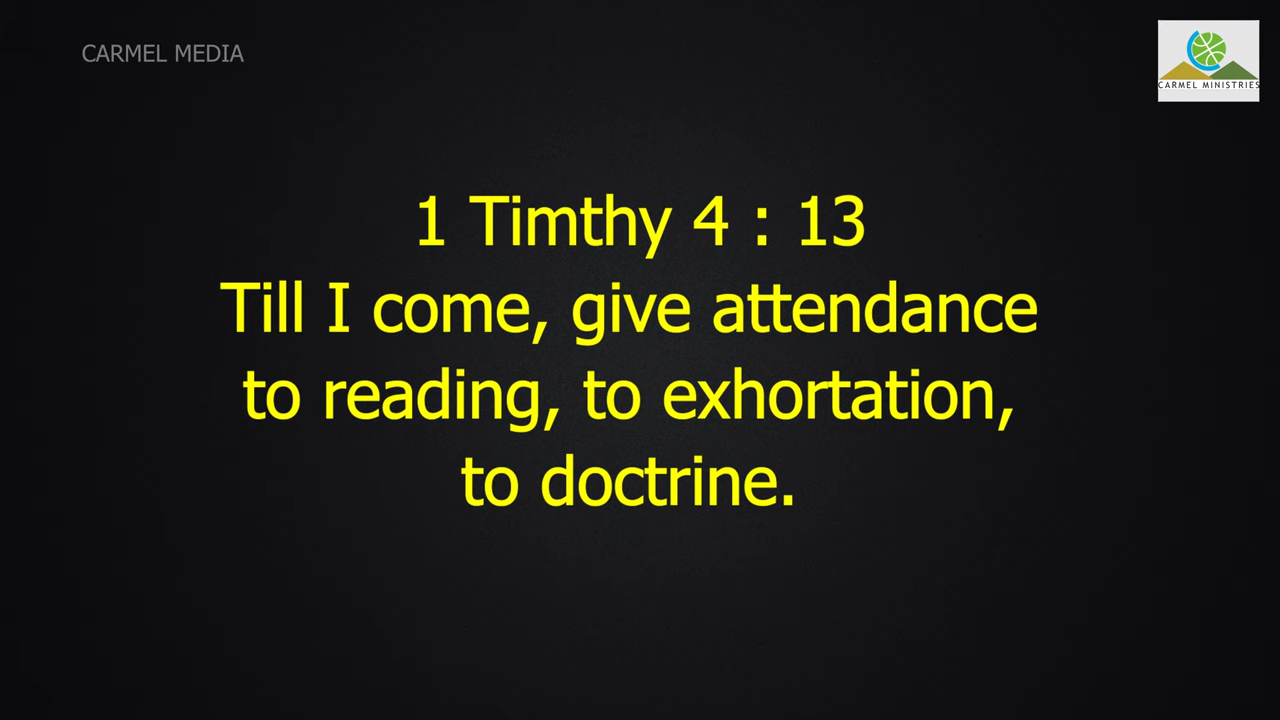 CARMEL MEDIA
CARMEL MINISTRIES
1 Timthy 4 : 13
Till I come, give attendance
to reading, to exhortation,
to doctrine.